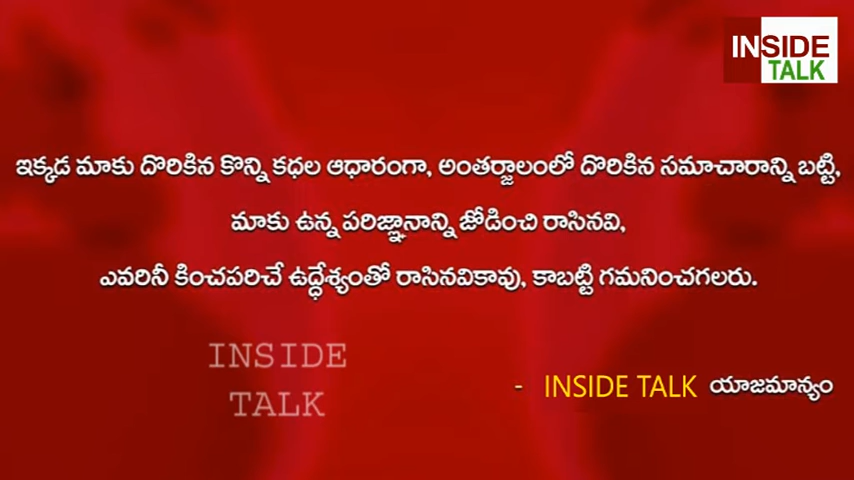 INSIDE
TALK
ఇక్కడ మాకు దొరికిన కొన్ని కధల ఆధారంగా, అంతర్జాలంలో దొరికిన సమాచారాన్ని బట్టి,
మాకు ఉన్న పరిజ్ఞానాన్ని జోడించి రాసినవి,
ఎవరినీ కించపరిచే ఉద్ధేశ్యంతో రాసినవికావు, కాబట్టి గమనించగలరు.
INSIDE
TALK
- INSIDE TALK యాజమాన్యం